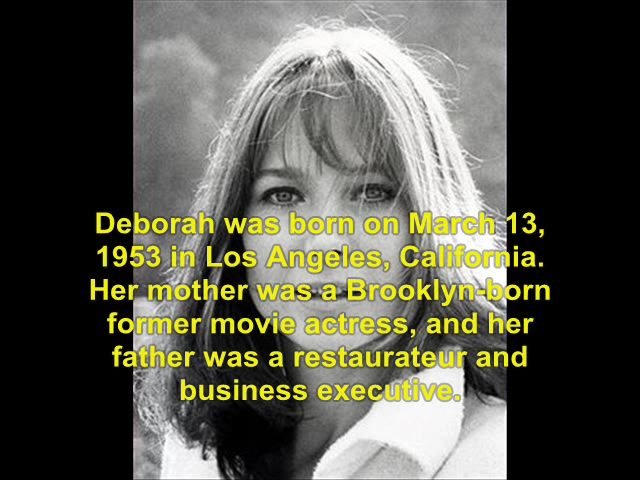 Deborah was born on March 13,
1953 in Los Angeles, California.
Her mother was a Brooklyn-born
former movie actress, and her
father was a restaurateur and
business executive.